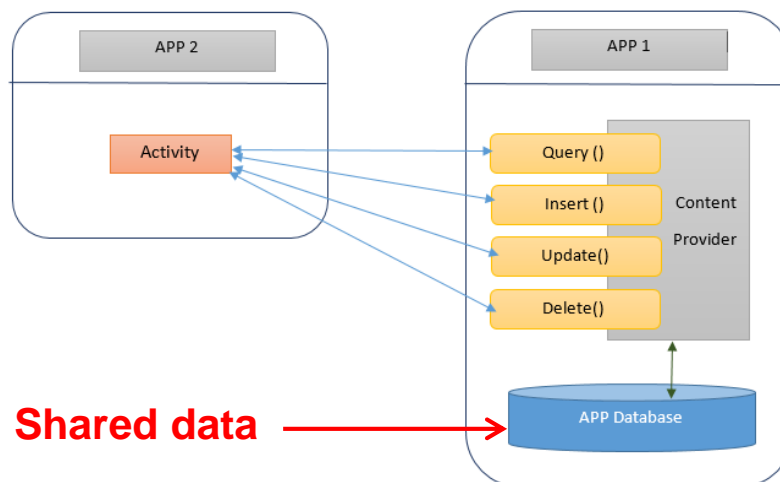 APP 2
APP 1
Activity
Query ()
Insert ()
Update()
Delete()
Content
Provider
Shared data
APP Database